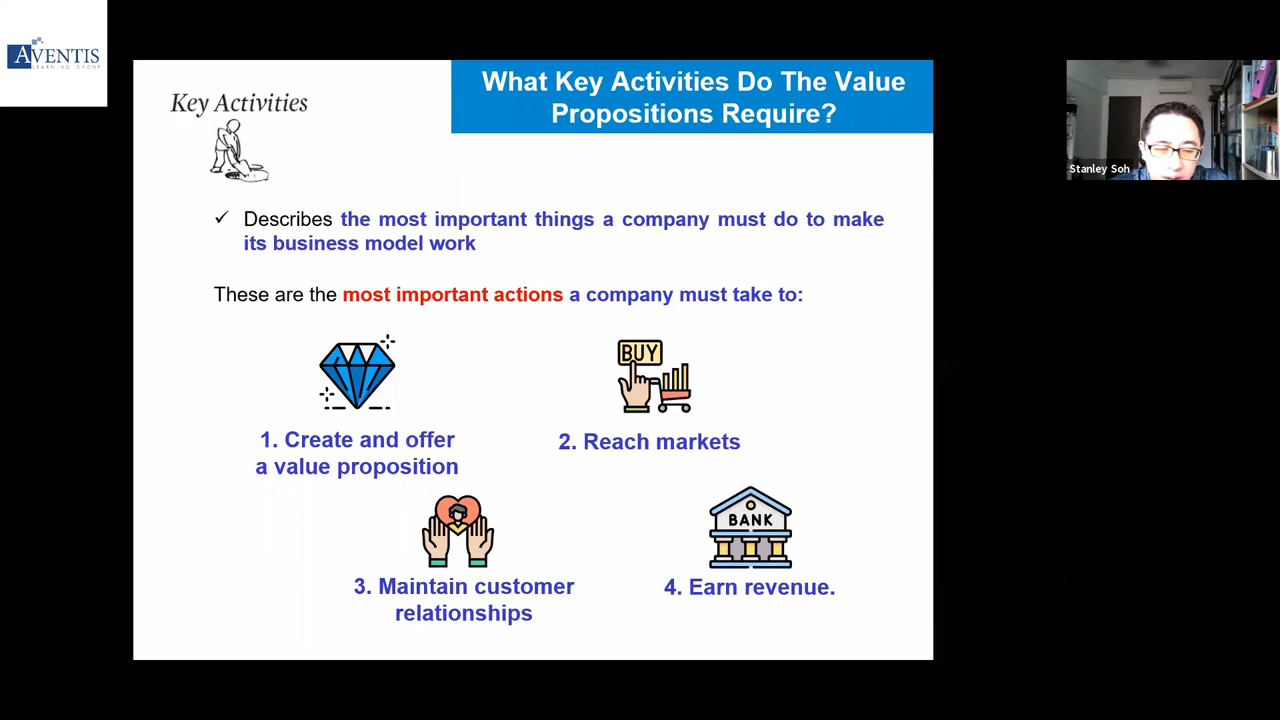 AVENTIS
LEARNING GROUP
What Key Activities Do The Value
Propositions Require?
Key Activities
Stanley Soh
✓ Describes the most important things a company must do to make
its business model work
These are the most important actions a company must take to:
BUY
1. Create and offer
a value proposition
2. Reach markets
BANK
3. Maintain customer
relationships
4. Earn revenue.